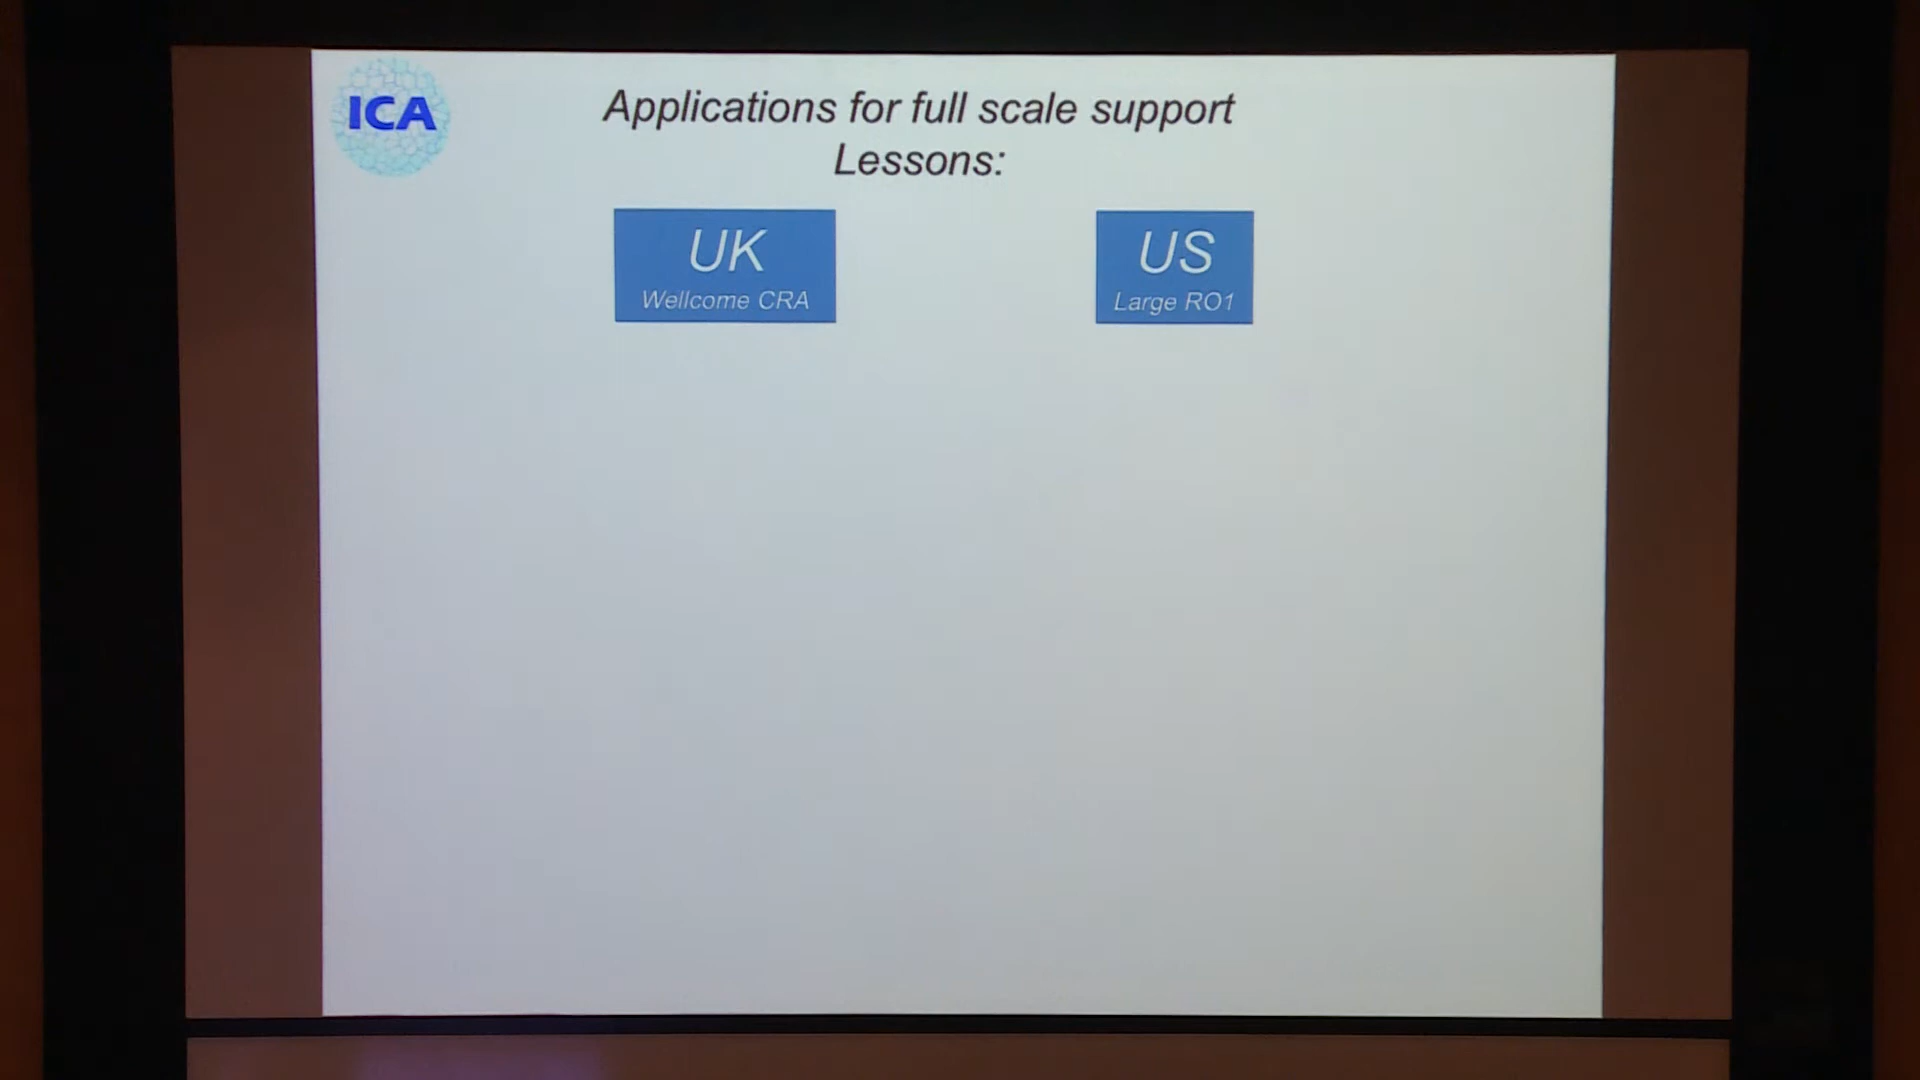 ICA
Applications for full scale support
Lessons:
UK
Wellcome CRA
US
Large RO1